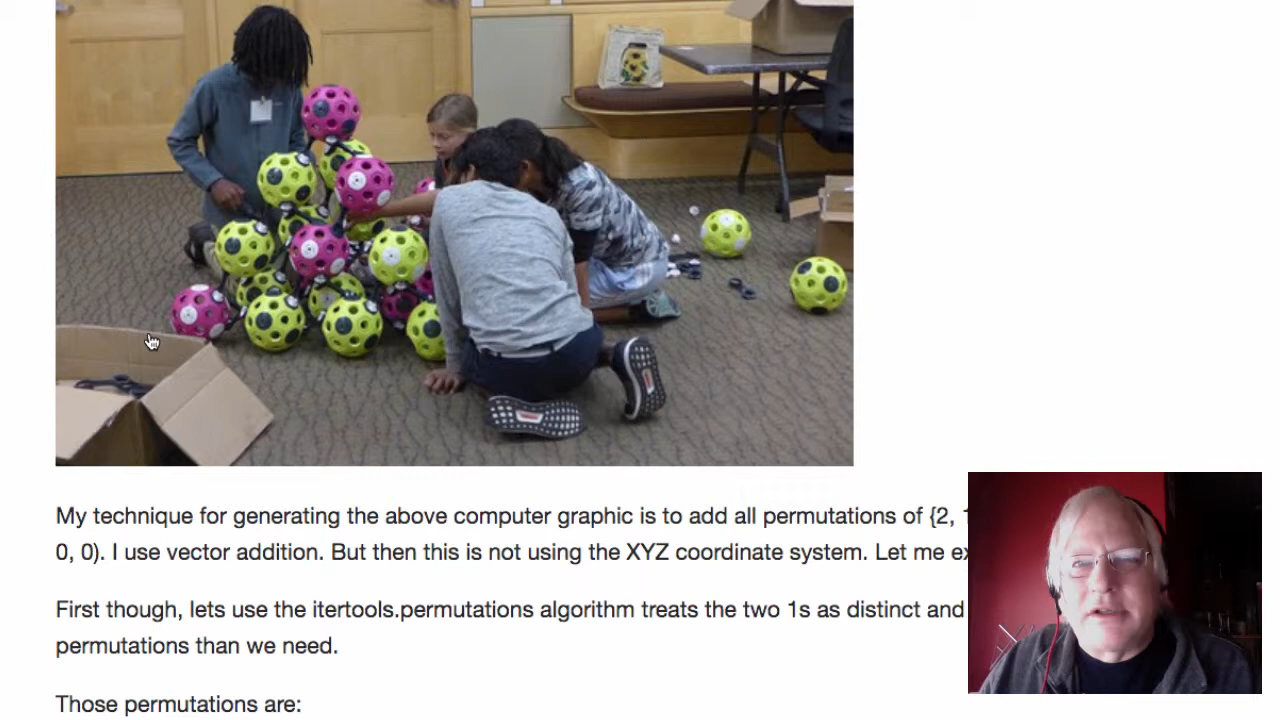 My technique for generating the above computer graphic is to add all permutations of {2,
0, 0). I use vector addition. But then this is not using the XYZ coordinate system. Let me
First though, lets use the itertools.permutations algorithm treats the two 1s as distinct and
permutations than we need.
Those permutations are: